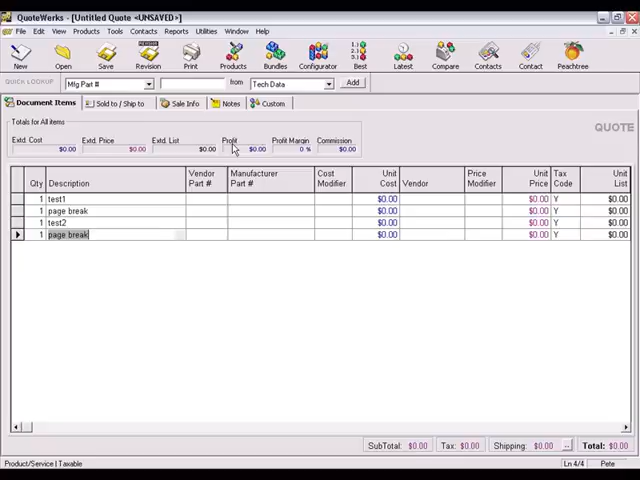 QuoteWerks - [Untitled Quote <UNSAVED]
File Edit View Products Tools Contacts Reports Utilities Window Help
New Open Save Revision Print Products Bundles Configurator Best Latest Compare Contacts Contact Peachtree
QUICK LOOKUP Mfg Part # from Tech Data Add
Document Items Sold to / Ship to Sale Info Notes Custom
Totals for All items
QUOTE
Extd. Cost Extd. Price Extd. List Profit Profit Margin Commission
$0.00 $0.00 $0.00 $0.00 0 % $0.00
Qty Description Vendor Part # Manufacturer Part # Cost Modifier Unit Cost Vendor Price Modifier Unit Price Tax Code Unit List
1 test1 $0.00 $0.00 Y $0.00
1 page break $0.00 $0.00 Y $0.00
1 test2 $0.00 $0.00 Y $0.00
1 page break $0.00 $0.00 Y $0.00
SubTotal: $0.00 Tax: $0.00 Shipping: $0.00 ... Total: $0.00
Product/Service | Taxable Ln 4/4 Pete